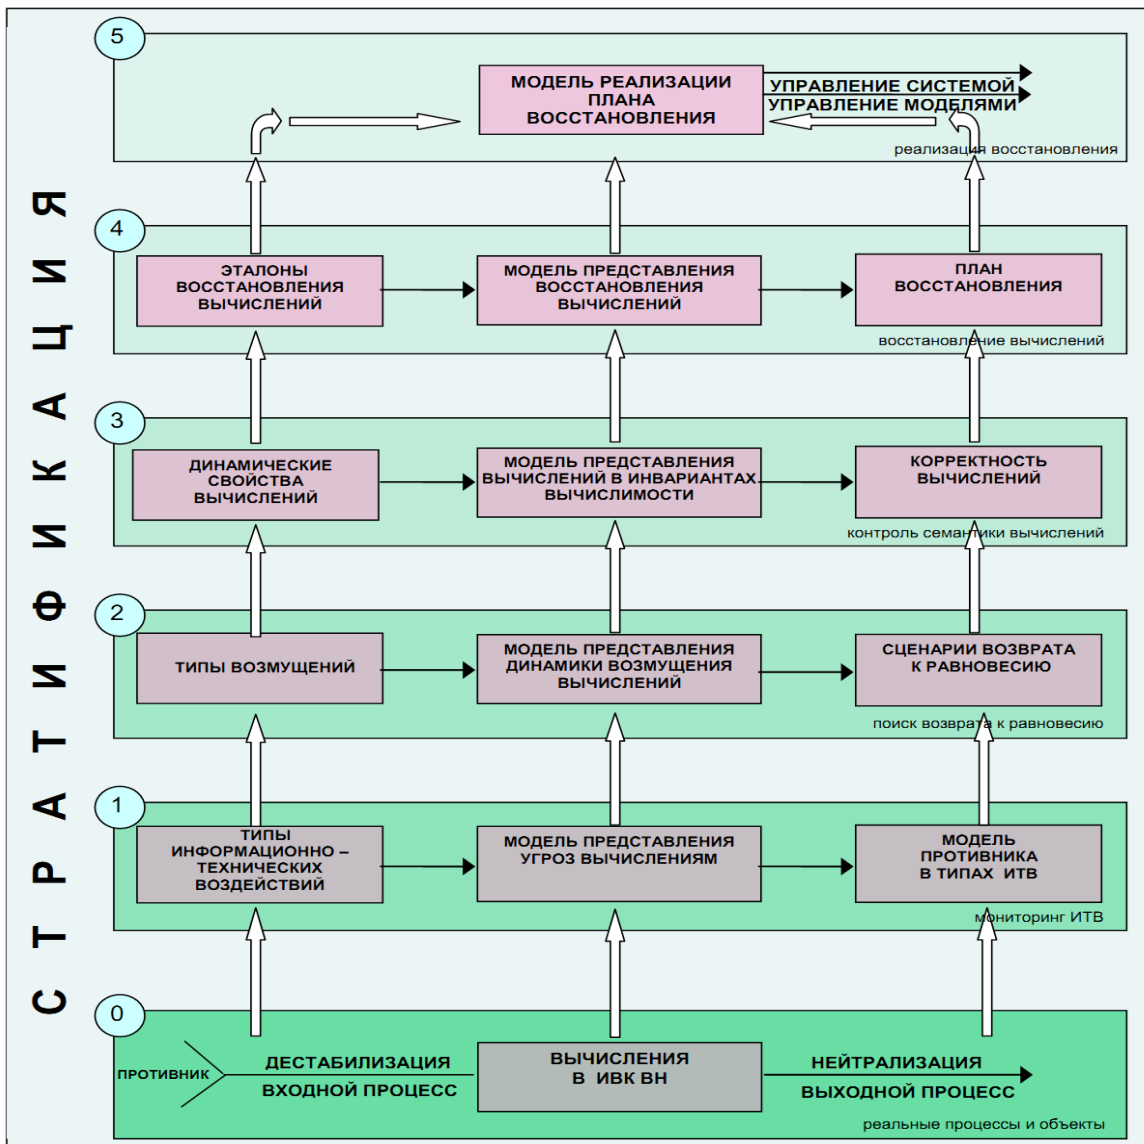 СТРАТИФИКАЦИЯ
5
МОДЕЛЬ РЕАЛИЗАЦИИ
ПЛАНА
ВОССТАНОВЛЕНИЯ
УПРАВЛЕНИЕ СИСТЕМОЙ
УПРАВЛЕНИЕ МОДЕЛЯМИ
реализация восстановления
4
ЭТАЛОНЫ
ВОССТАНОВЛЕНИЯ
ВЫЧИСЛЕНИЙ
МОДЕЛЬ ПРЕДСТАВЛЕНИЯ
ВОССТАНОВЛЕНИЯ
ВЫЧИСЛЕНИЙ
ПЛАН
ВОССТАНОВЛЕНИЯ
восстановление вычислений
3
ДИНАМИЧЕСКИЕ
СВОЙСТВА
ВЫЧИСЛЕНИЙ
МОДЕЛЬ ПРЕДСТАВЛЕНИЯ
ВЫЧИСЛЕНИЙ В ИНВАРИАНТАХ
ВЫЧИСЛИМОСТИ
КОРРЕКТНОСТЬ
ВЫЧИСЛЕНИЙ
контроль семантики вычислений
2
ТИПЫ ВОЗМУЩЕНИЙ
МОДЕЛЬ ПРЕДСТАВЛЕНИЯ
ДИНАМИКИ ВОЗМУЩЕНИЯ
ВЫЧИСЛЕНИЙ
СЦЕНАРИИ ВОЗВРАТА
К РАВНОВЕСИЮ
поиск возврата к равновесию
1
ТИПЫ
ИНФОРМАЦИОННО –
ТЕХНИЧЕСКИХ
ВОЗДЕЙСТВИЙ
МОДЕЛЬ ПРЕДСТАВЛЕНИЯ
УГРОЗ ВЫЧИСЛЕНИЯМ
МОДЕЛЬ
ПРОТИВНИКА
В ТИПАХ ИТВ
мониторинг ИТВ
0
ПРОТИВНИК
ДЕСТАБИЛИЗАЦИЯ
ВХОДНОЙ ПРОЦЕСС
ВЫЧИСЛЕНИЯ
В ИВК ВН
НЕЙТРАЛИЗАЦИЯ
ВЫХОДНОЙ ПРОЦЕСС
реальные процессы и объекты